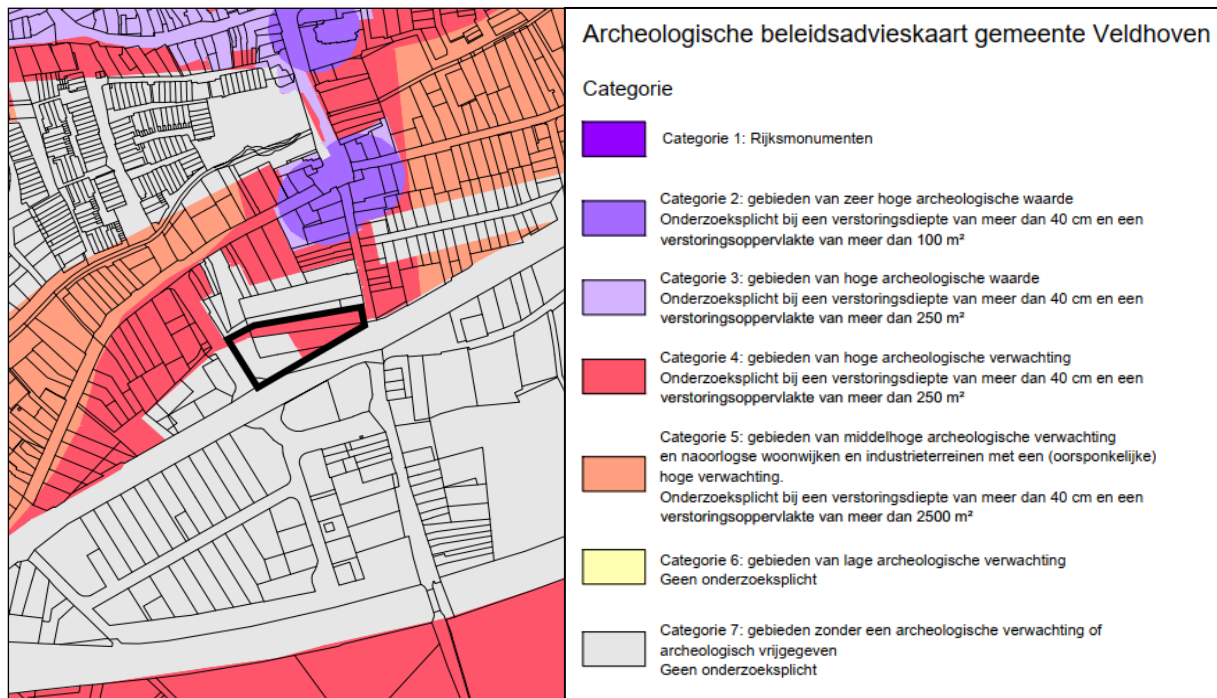 Archeologische beleidsadvieskaart gemeente Veldhoven
Categorie
Categorie 1: Rijksmonumenten
Categorie 2: gebieden van zeer hoge archeologische waarde
Onderzoeksplicht bij een verstoringsdiepte van meer dan 40 cm en een
verstoringsoppervlakte van meer dan 100 m²
Categorie 3: gebieden van hoge archeologische waarde
Onderzoeksplicht bij een verstoringsdiepte van meer dan 40 cm en een
verstoringsoppervlakte van meer dan 250 m²
Categorie 4: gebieden van hoge archeologische verwachting
Onderzoeksplicht bij een verstoringsdiepte van meer dan 40 cm en een
verstoringsoppervlakte van meer dan 250 m²
Categorie 5: gebieden van middelhoge archeologische verwachting
en naoorlogse woonwijken en industrieterreinen met een (oorsponkelijke)
hoge verwachting.
Onderzoeksplicht bij een verstoringsdiepte van meer dan 40 cm en een
verstoringsoppervlakte van meer dan 2500 m²
Categorie 6: gebieden van lage archeologische verwachting
Geen onderzoeksplicht
Categorie 7: gebieden zonder een archeologische verwachting of
archeologisch vrijgegeven
Geen onderzoeksplicht